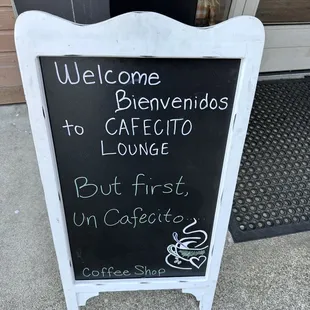 Welcome
Bienvenidos
to CAFECITO
LOUNGE
But first,
un Cafecito...
Coffee Shop